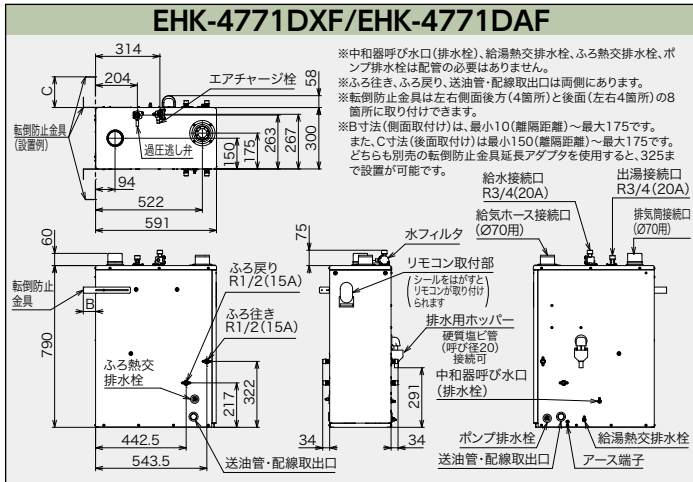 EHK-4771DXF/EHK-4771DAF
314
204
エアチャージ栓
58
C
転倒防止金具
(設置例)
過圧逃し弁
94
150
175
263
267
300
522
591
※中和器呼び水口(排水栓)、給湯熱交排水栓、ふろ熱交排水栓、ポ
ンプ排水栓は配管の必要はありません。
※ふろ往き、ふろ戻り、送油管・配線取出口は両側にあります。
※転倒防止金具は左右側面後方(4箇所)と後面(左右4箇所)の8
箇所に取り付けできます。
※B寸法(側面取付け)は、最小10(離隔距離)～最大175です。
また、C寸法(後面取付け)は最小150(離隔距離)～最大175です。
どちらも別売の転倒防止金具延長アダプタを使用すると、325ま
で設置が可能です。
給水接続口
R3/4(20A)
出湯接続口
R3/4(20A)
給気ホース接続口
(Ø70用)
排気筒接続口
(Ø70用)
60
転倒防止
金具
B
790
ふろ戻り
R1/2(15A)
ふろ往き
R1/2(15A)
ふろ熱交
排水栓
217
322
442.5
543.5
送油管・配線取出口
75
水フィルタ
リモコン取付部
(シールをはがすと
リモコンが取り付け
られます)
排水用ホッパー
硬質塩ビ管
(呼び径20)
接続可
291
34
34
中和器呼び水口
(排水栓)
ポンプ排水栓
給湯熱交排水栓
送油管・配線取出口
アース端子